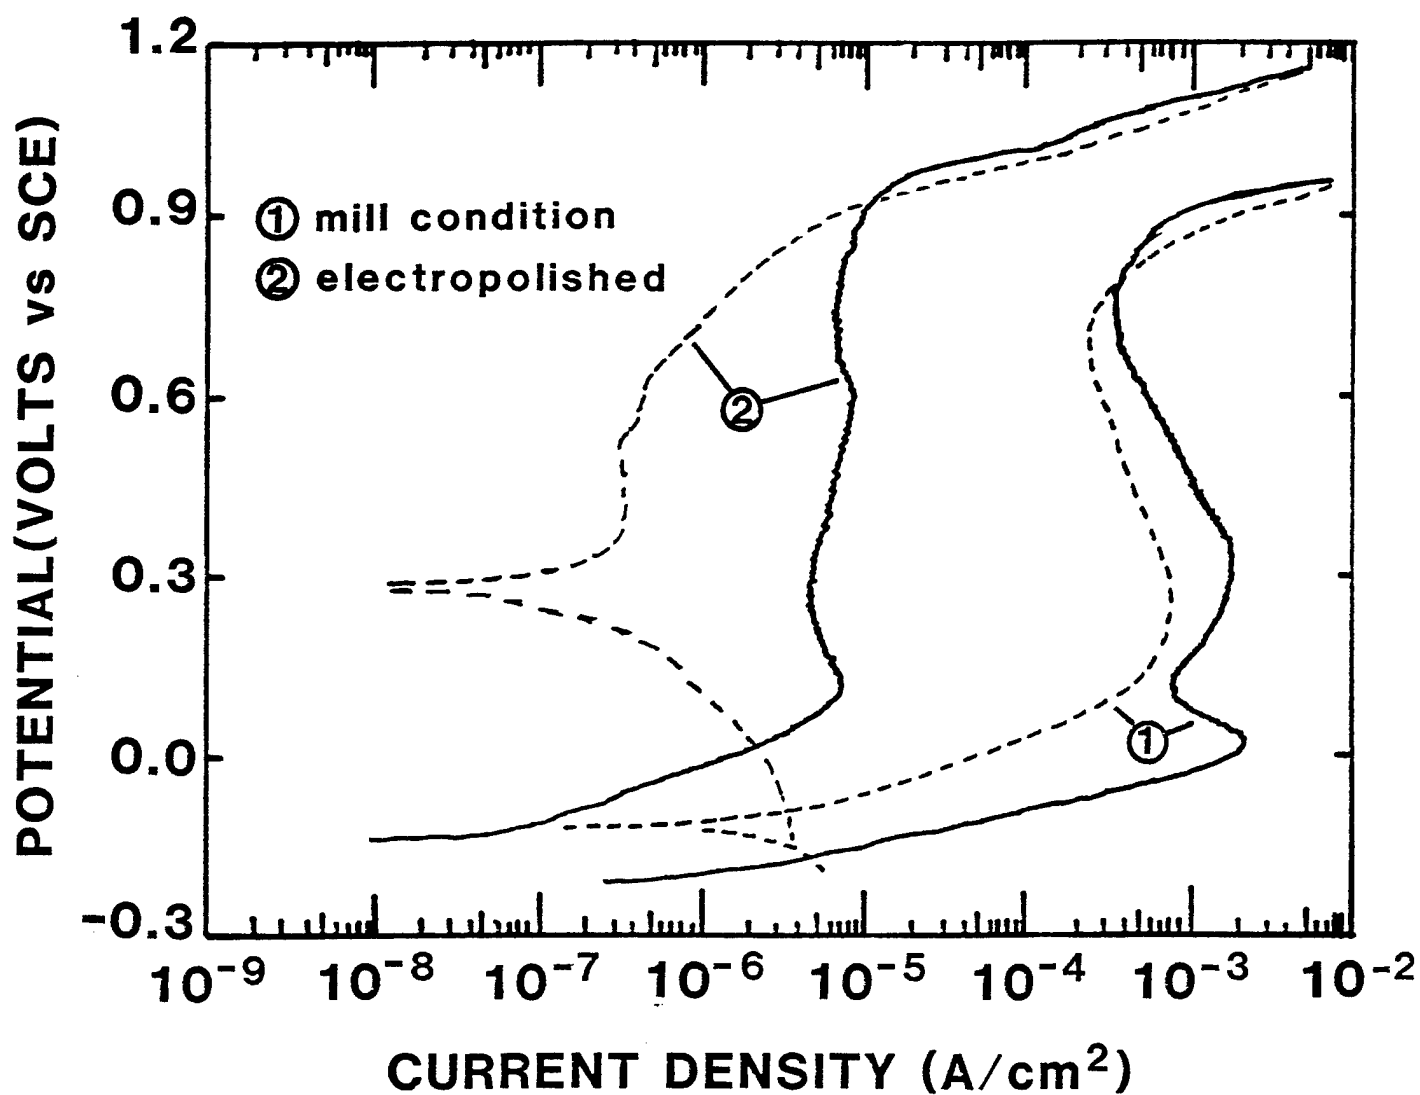 POTENTIAL(VOLTS vs SCE)
1.2
0.9
0.6
0.3
0.0
-0.3
① mill condition
② electropolished
②
①
10⁻⁹ 10⁻⁸ 10⁻⁷ 10⁻⁶ 10⁻⁵ 10⁻⁴ 10⁻³ 10⁻²
CURRENT DENSITY (A/cm²)